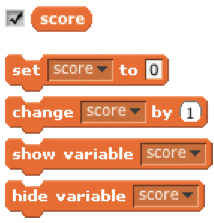 score
set score to 0
change score by 1
show variable score
hide variable score